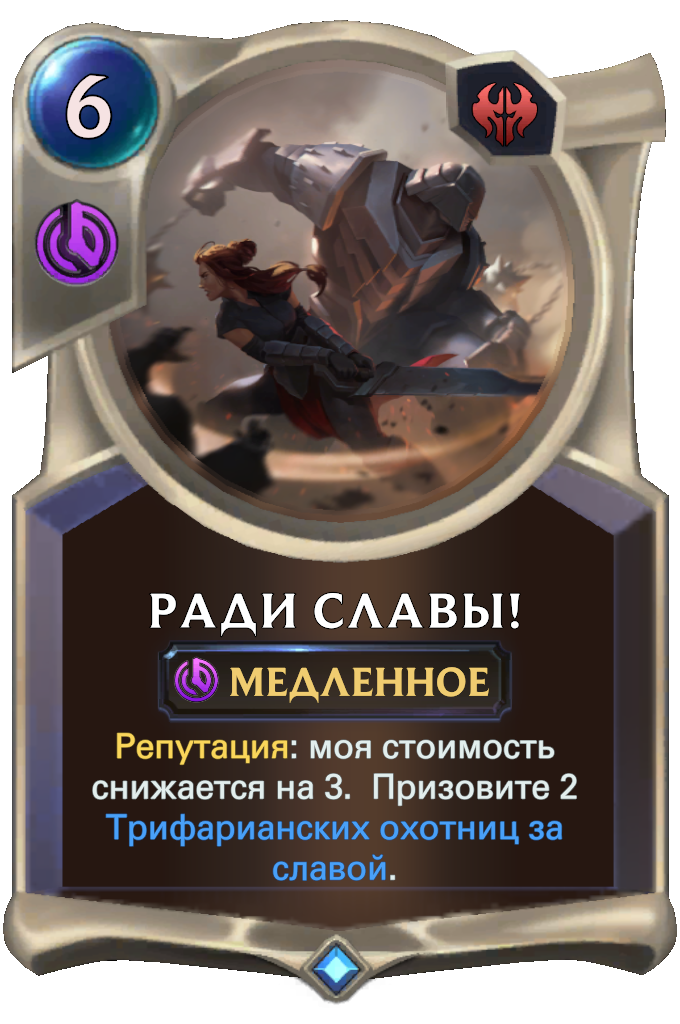 6
РАДИ СЛАВЫ!
МЕДЛЕННОЕ
Репутация: моя стоимость
снижается на 3. Призовите 2
Трифарианских охотниц за
славой.